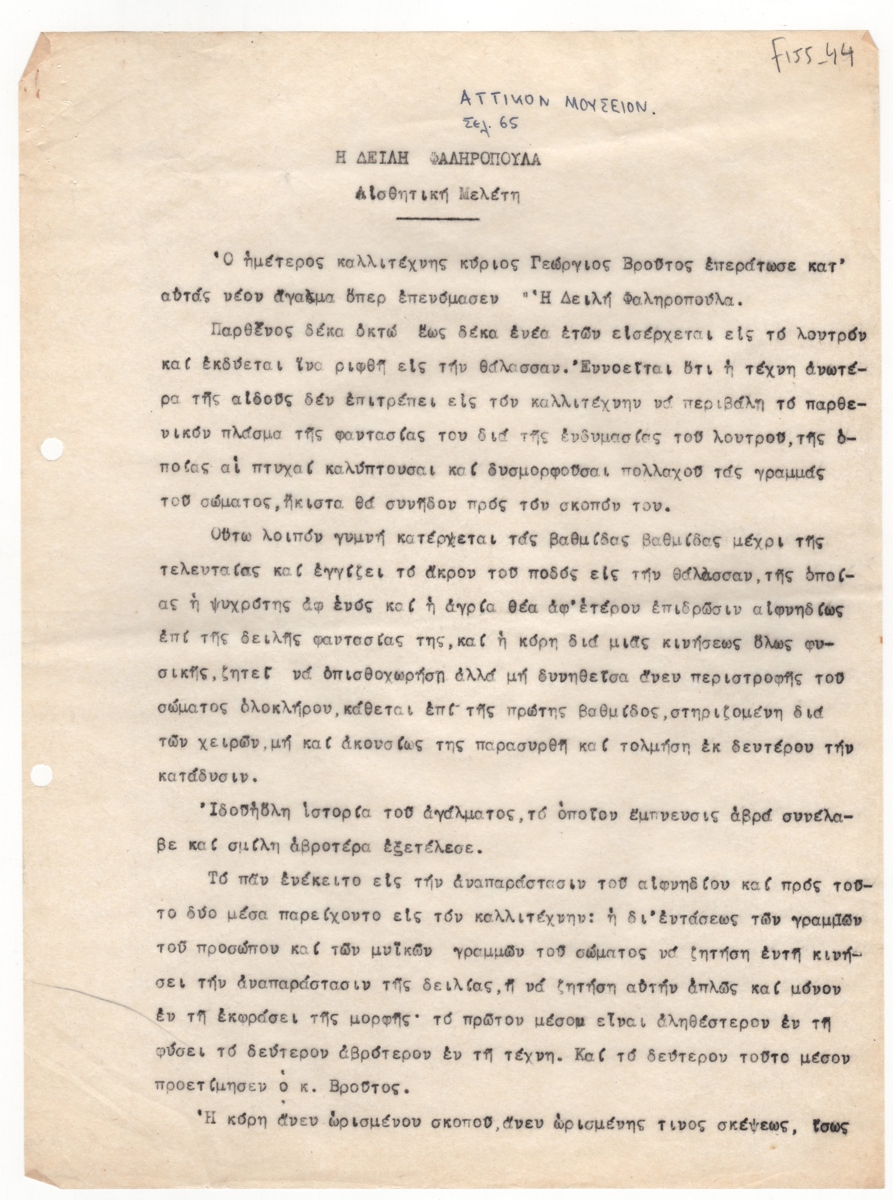 F155_44
ΑΤΤΙΚΟΝ ΜΟΥΣΕΙΟΝ.
Σελ. 65
Η ΔΕΙΛΗ ΦΑΛΗΡΟΠΟΥΛΑ
Αἰσθητική Μελέτη
Ὁ ἡμέτερος καλλιτέχνης κύριος Γεώργιος Βροῦτος ἐπεράτωσε κατ'
αὐτάς νέον ἄγαλμα ὅπερ ἐπενόμασεν "Ἡ Δειλή Φαληροπούλα.
Παρθένος δέκα ὀκτώ ἕως δέκα ἐνέα ἐτῶν εἰσέρχεται εἰς τό λουτρόν
καί ἐκδύεται ἵνα ριφθῆ εἰς τήν θάλασσαν. Ἐννοεῖται ὅτι ἡ τέχνη ἀνωτέ-
ρα τῆς αἰδοῦς δέν ἐπιτρέπει εἰς τόν καλλιτέχνην νά περιβάλη τό παρθε-
νικόν πλάσμα τῆς φαντασίας του διά τῆς ἐνδυμασίας τοῦ λουτροῦ, τῆς ὁ-
ποίας αἱ πτυχαί καλύπτουσαι καί δυσμορφοῦσαι πολλαχοῦ τάς γραμμάς
τοῦ σώματος, ἥκιστα θά συνῆδον πρός τόν σκοπόν του.
Οὕτω λοιπόν γυμνή κατέρχεται τάς βαθμίδας βαθμίδας μέχρι τῆς
τελευταίας καί ἐγγίζει τό ἄκρον τοῦ ποδός εἰς τήν θάλασσαν, τῆς ὁποί-
ας ἡ ψυχρότης ἀφ ἑνός καί ἡ ἀγρία θέα ἀφ'ἑτέρου ἐπιδρῶσιν αἰφνηδίως
ἐπί τῆς δειλῆς φαντασίας της, καί ἡ κόρη διά μιᾶς κινήσεως ὅλως φυ-
σικῆς, ζητεῖ νά ὀπισθοχωρήση ἀλλά μή δυνηθεῖσα ἄνευ περιστροφῆς τοῦ
σώματος ὁλοκλήρου, κάθεται ἐπί τῆς πρώτης βαθμίδος, στηριζομένη διά
τῶν χειρῶν, μή καί ἀκουσίως της παρασυρθῆ καί τολμήση ἐκ δευτέρου τήν
κατάδυσιν.
Ἰδοῦἡὅλη ἱστορία τοῦ ἀγάλματος, τό ὁποῖον ἔμπνευσις ἁβρά συνέλα-
βε καί σμίλη ἁβροτέρα ἐξετέλεσε.
Τό πᾶν ἐνέκειτο εἰς τήν ἀναπαράστασιν τοῦ αἰφνηδίου καί πρός τοῦ-
το δύο μέσα παρείχοντο εἰς τόν καλλιτέχνην: ἤ δι'ἐντάσεως τῶν γραμμῶν
τοῦ προσώπου καί τῶν μυϊκῶν γραμμῶν τοῦ σώματος νά ζητήση ἐντῆ κινή-
σει τήν ἀναπαράστασιν τῆς δειλίας, ἤ νά ζητήση αὐτήν ἁπλῶς καί μόνον
ἐν τῆ ἐκφράσει τῆς μορφῆς· τό πρῶτον μέσον εἶναι ἀληθέστερον ἐν τῆ
φύσει τό δεύτερον ἁβρότερον ἐν τῆ τέχνη. Καί τό δεύτερον τοῦτο μέσον
προετίμησεν ὁ κ. Βροῦτος.
Ἡ κόρη ἄνευ ὡρισμένου σκοποῦ, ἄνευ ὡρισμένης τινος σκέψεως, ἴσως